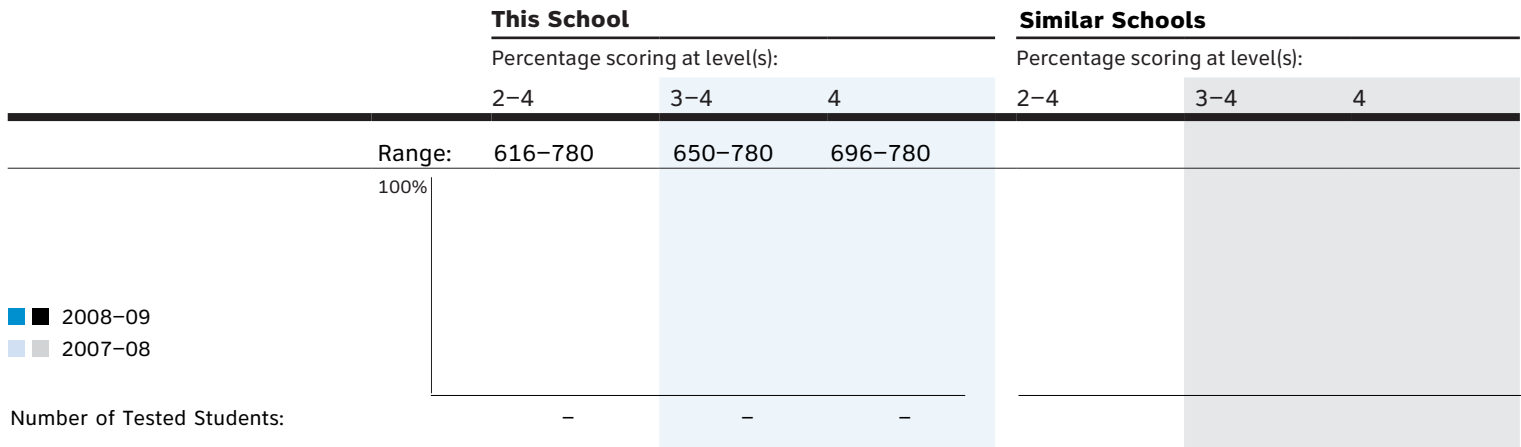 This School Similar Schools
Percentage scoring at level(s): Percentage scoring at level(s):
2–4 3–4 4 2–4 3–4 4
Range: 616–780 650–780 696–780
100%
2008–09
2007–08
Number of Tested Students: – – –